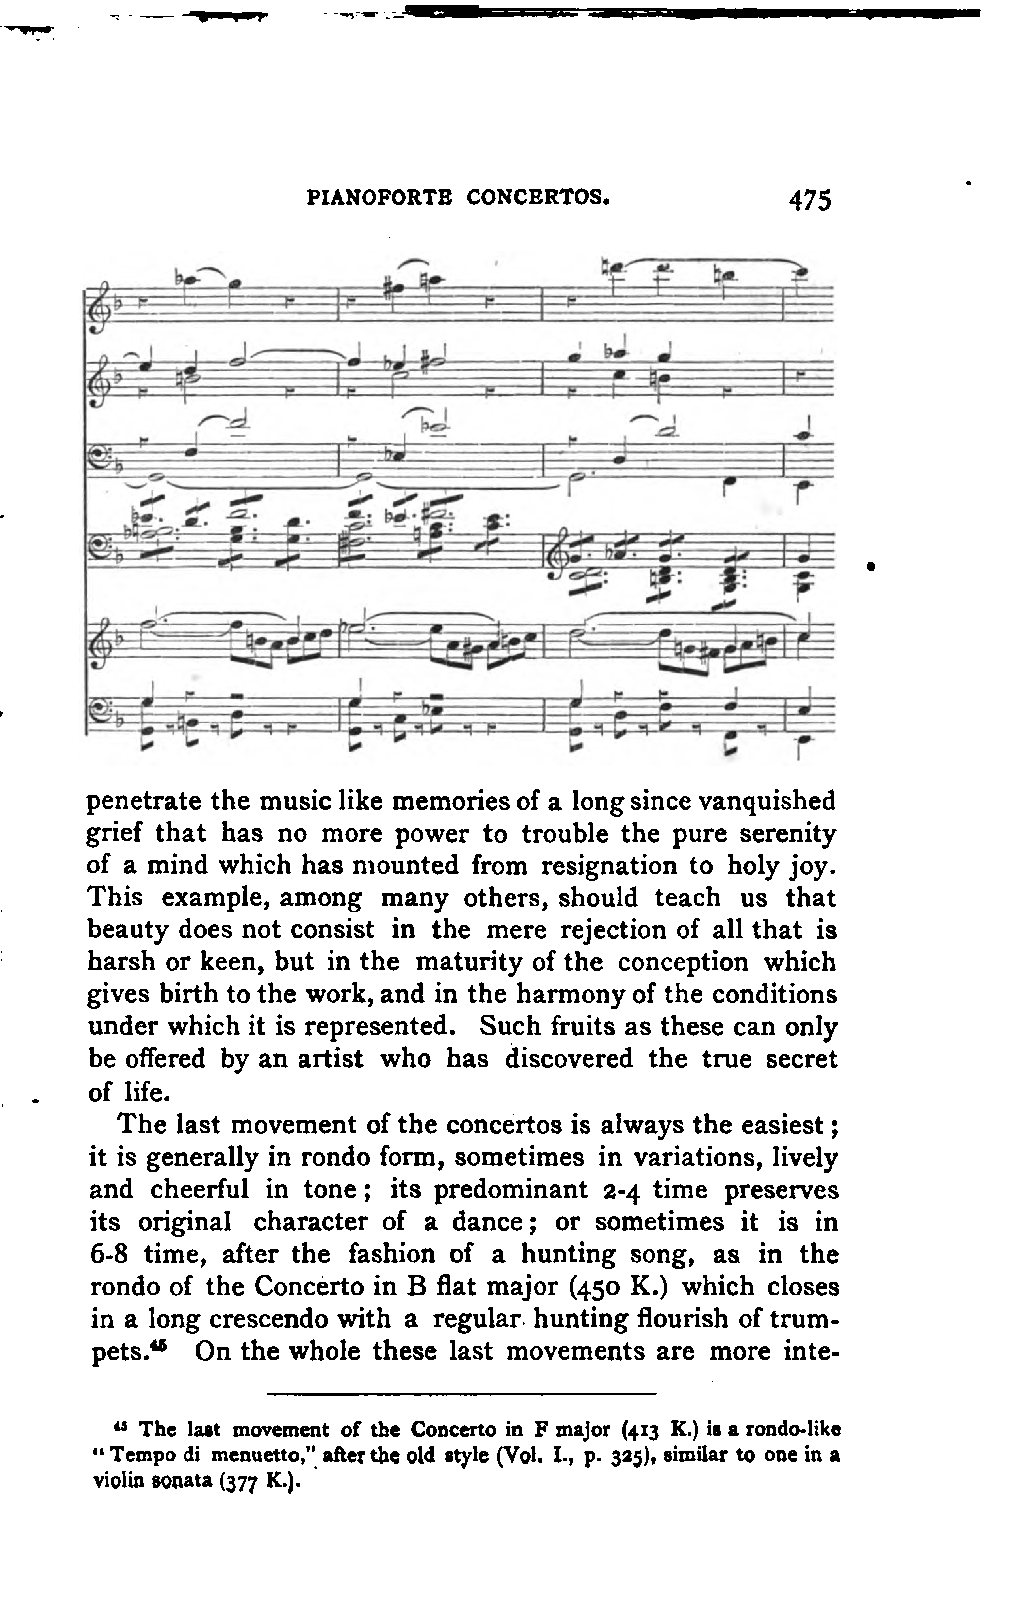 PIANOFORTE CONCERTOS. 475
penetrate the music like memories of a long since vanquished
grief that has no more power to trouble the pure serenity
of a mind which has mounted from resignation to holy joy.
This example, among many others, should teach us that
beauty does not consist in the mere rejection of all that is
harsh or keen, but in the maturity of the conception which
gives birth to the work, and in the harmony of the conditions
under which it is represented. Such fruits as these can only
be offered by an artist who has discovered the true secret
of life.
The last movement of the concertos is always the easiest;
it is generally in rondo form, sometimes in variations, lively
and cheerful in tone; its predominant 2-4 time preserves
its original character of a dance; or sometimes it is in
6-8 time, after the fashion of a hunting song, as in the
rondo of the Concerto in B flat major (450 K.) which closes
in a long crescendo with a regular hunting flourish of trum-
pets.⁴⁵ On the whole these last movements are more inte-
⁴⁵ The last movement of the Concerto in F major (413 K.) is a rondo-like
"Tempo di menuetto," after the old style (Vol. I., p. 325), similar to one in a
violin sonata (377 K.).